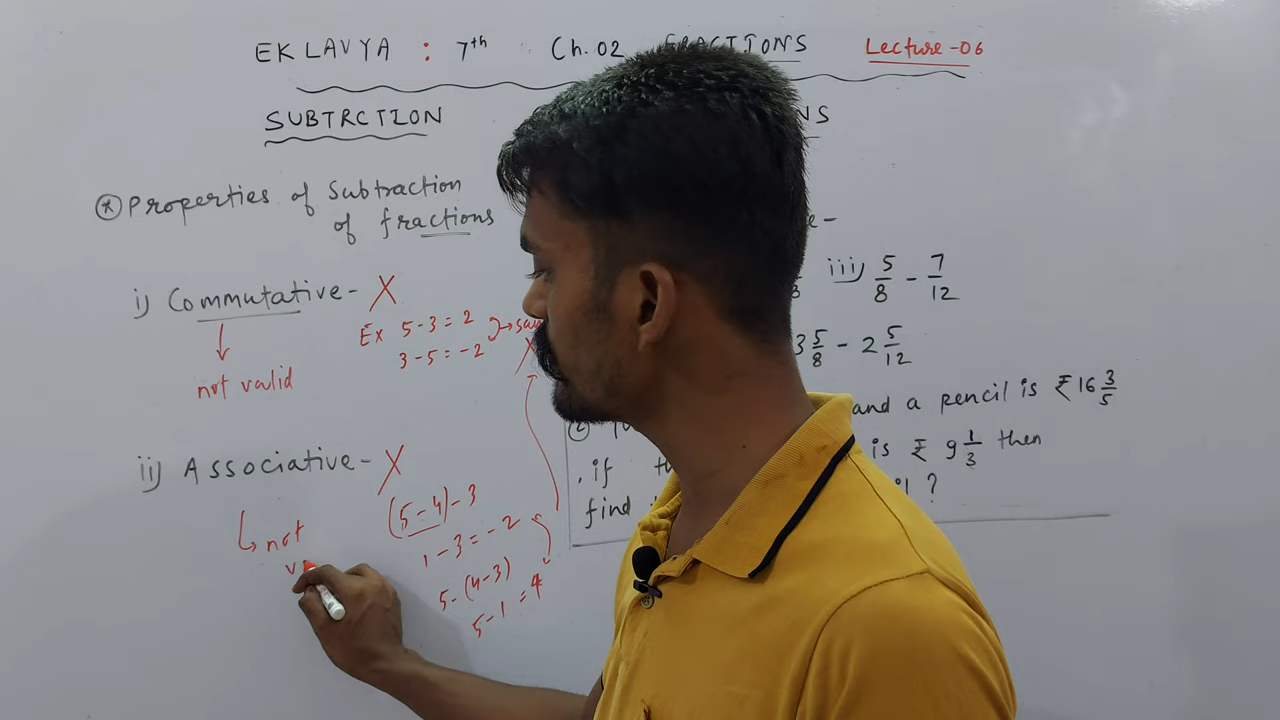 EKLAVYA : 7th Ch.02 FRACTIONS Lecture-06
SUBTRCTION
Properties of Subtraction
of fractions
i) Commutative- X
Ex 5-3=2
3-5=-2
not valid
ii) Associative- X
(5-4)-3
1-3=-2
5-(4-3)
5-1=4
not
iii) 5/8 - 7/12
3 5/8 - 2 5/12
and a pencil is ₹16 3/5
. if is ₹ 9 1/3 then
find ?